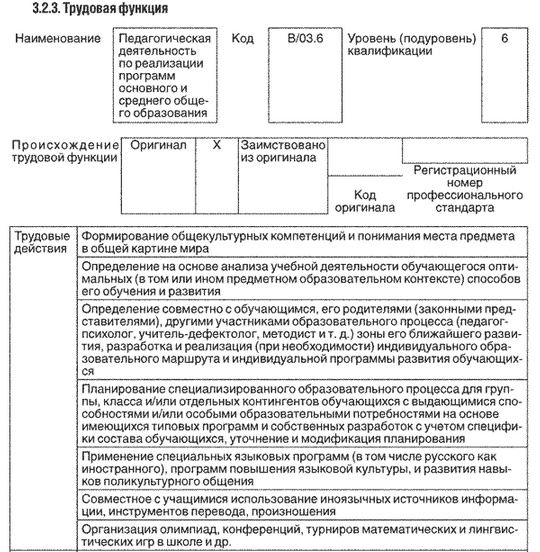 3.2.3. Трудовая функция
Наименование
Педагогическая
деятельность
по реализации
программ
основного и
среднего обще-
го образования
Код
B/03.6
Уровень (подуровень)
квалификации
6
Происхождение
трудовой функции
Оригинал
X
Заимствовано
из оригинала
Код
оригинала
Регистрационный
номер
профессионального
стандарта
Трудовые
действия
Формирование общекультурных компетенций и понимания места предмета
в общей картине мира
Определение на основе анализа учебной деятельности обучающегося опти-
мальных (в том или ином предметном образовательном контексте) способов
его обучения и развития
Определение совместно с обучающимся, его родителями (законными пред-
ставителями), другими участниками образовательного процесса (педагог-
психолог, учитель-дефектолог, методист и т. д.) зоны его ближайшего разви-
тия, разработка и реализация (при необходимости) индивидуального обра-
зовательного маршрута и индивидуальной программы развития обучающих-
ся
Планирование специализированного образовательного процесса для груп-
пы, класса и/или отдельных контингентов обучающихся с выдающимися спо-
собностями и/или особыми образовательными потребностями на основе
имеющихся типовых программ и собственных разработок с учетом специфи-
ки состава обучающихся, уточнение и модификация планирования
Применение специальных языковых программ (в том числе русского как
иностранного), программ повышения языковой культуры, и развития навы-
ков поликультурного общения
Совместное с учащимися использование иноязычных источников информа-
ции, инструментов перевода, произношения
Организация олимпиад, конференций, турниров математических и лингвис-
тических игр в школе и др.